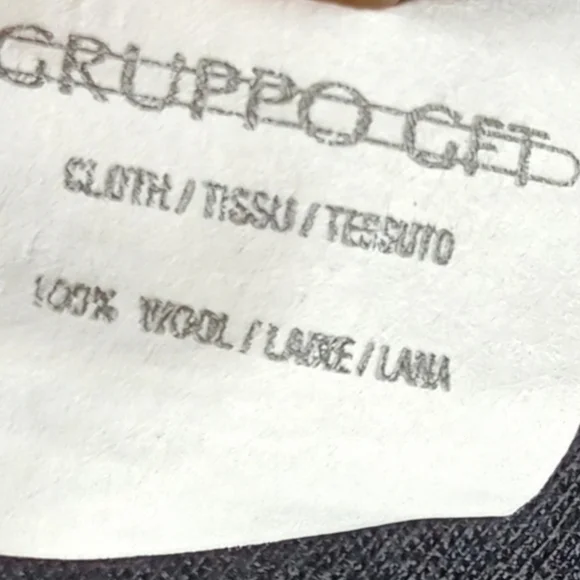 GRUPPO GFT
CLOTH / TISSU / TESSUTO
100% WOOL / LAINE / LANA